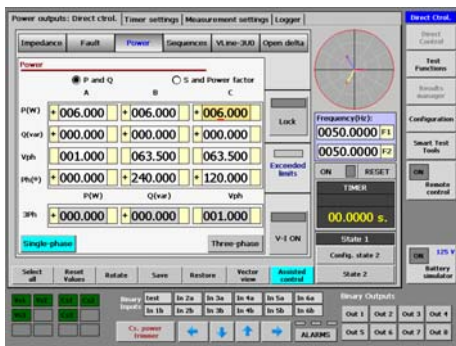 Power outputs: Direct ctrol. Timer settings Measurement settings Logger
Direct Ctrol.
Impedance Fault Power Sequences VLine-3U0 Open delta
Direct Control
Power
Test Functions
P and Q S and Power factor
Results manager
A B C
P(W) +006.000 +006.000 +006.000
Lock
Frequency(Hz):
Configuration
Q(var) +000.000 +000.000 +000.000
0050.0000 F1
Vph 001.000 063.500 063.500
0050.0000 F2
Smart Test Tools
Exceeded limits
Ph(º) +000.000 +240.000 +120.000
ON RESET
ON
P(W) Q(var) Vph
TIMER
Remote control
3Ph +000.000 +000.000 001.000
00.0000 s.
Single-phase Three-phase
V-I ON
State 1
Config. state 2
ON 125 V
Select all Reset Values Rotate Save Restore Vector view Assisted control
State 2
Battery simulator
Binary Inputs test In 2a In 3a In 4a In 5a In 6a
In 1b In 2b In 3b In 4b In 5b In 6b
Binary Outputs
Out 1 Out 2 Out 3 Out 4
Cs. power trimmer
ALARMS
Out 5 Out 6 Out 7 Out 8